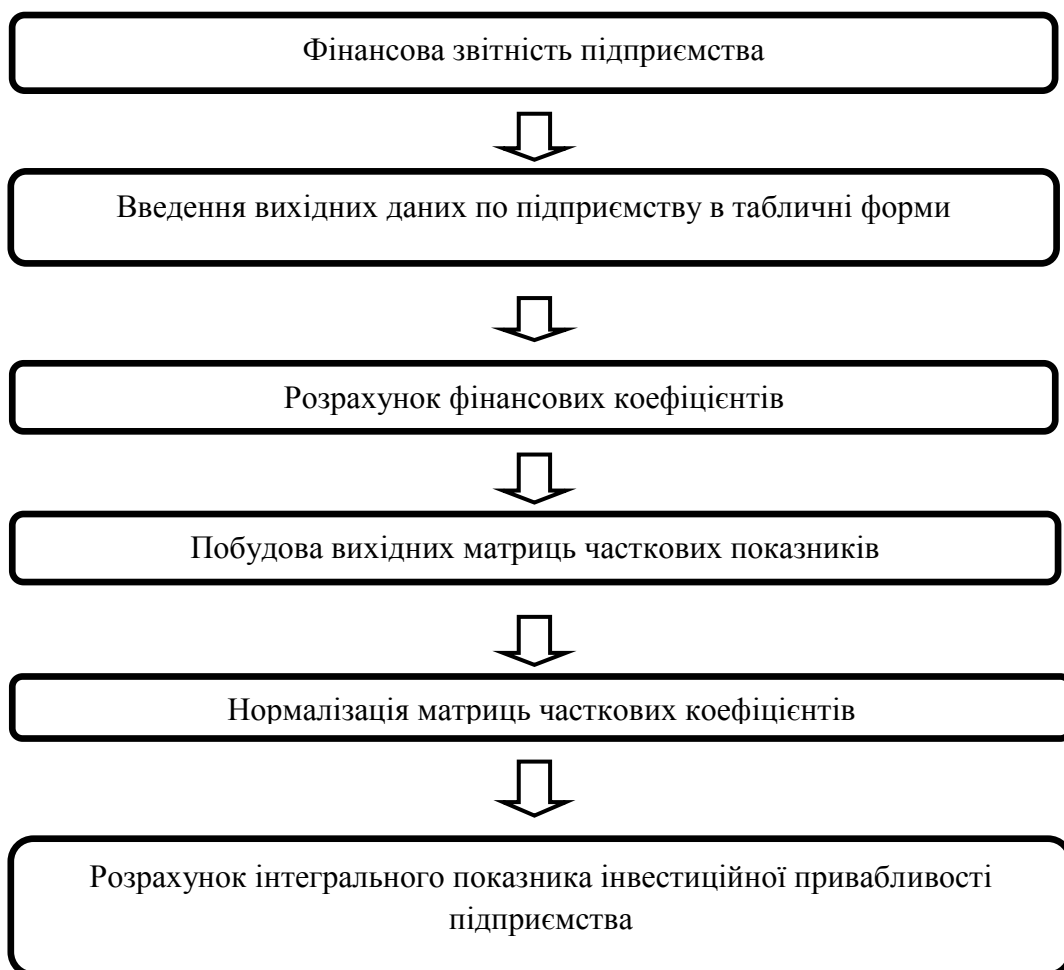 Фінансова звітність підприємства
Введення вихідних даних по підприємству в табличні форми
Розрахунок фінансових коефіцієнтів
Побудова вихідних матриць часткових показників
Нормалізація матриць часткових коефіцієнтів
Розрахунок інтегрального показника інвестиційної привабливості
підприємства